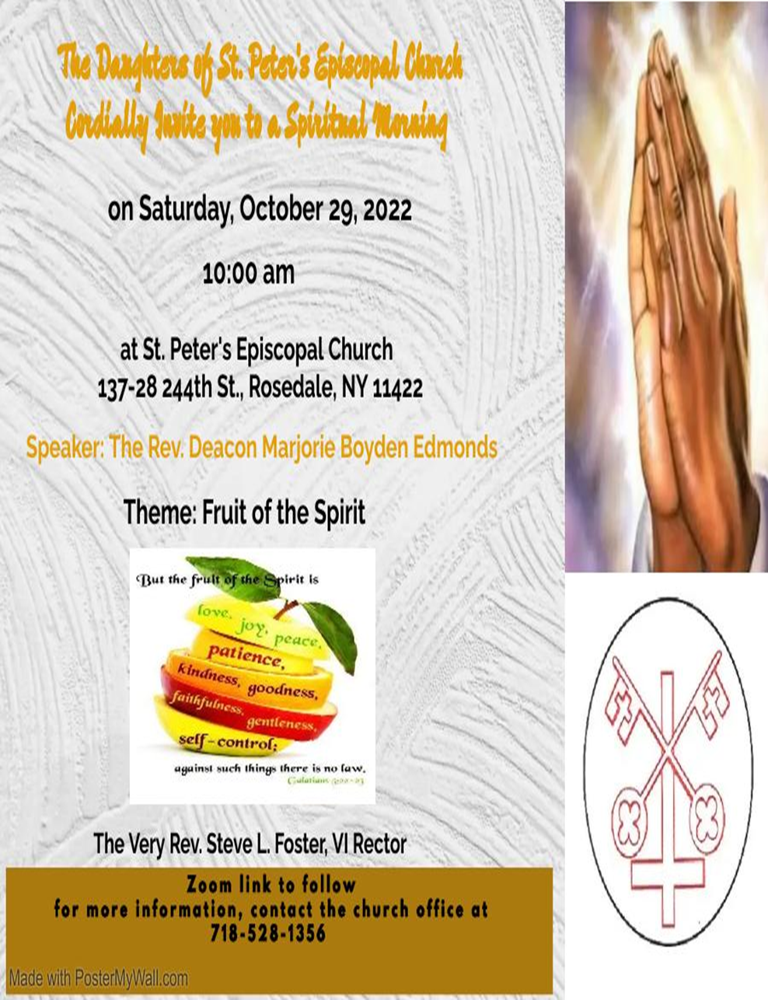 The Daughters of St. Peter's Episcopal Church
Cordially Invite you to a Spiritual Morning
on Saturday, October 29, 2022
10:00 am
at St. Peter's Episcopal Church
137-28 244th St., Rosedale, NY 11422
Speaker: The Rev. Deacon Marjorie Boyden Edmonds
Theme: Fruit of the Spirit
But the fruit of the Spirit is
love, joy, peace,
patience,
kindness, goodness,
faithfulness,
gentleness,
self-control;
against such things there is no law.
Galatians
The Very Rev. Steve L. Foster, VI Rector
Zoom link to follow
for more information, contact the church office at
718-528-1356
Made with PosterMyWall.com